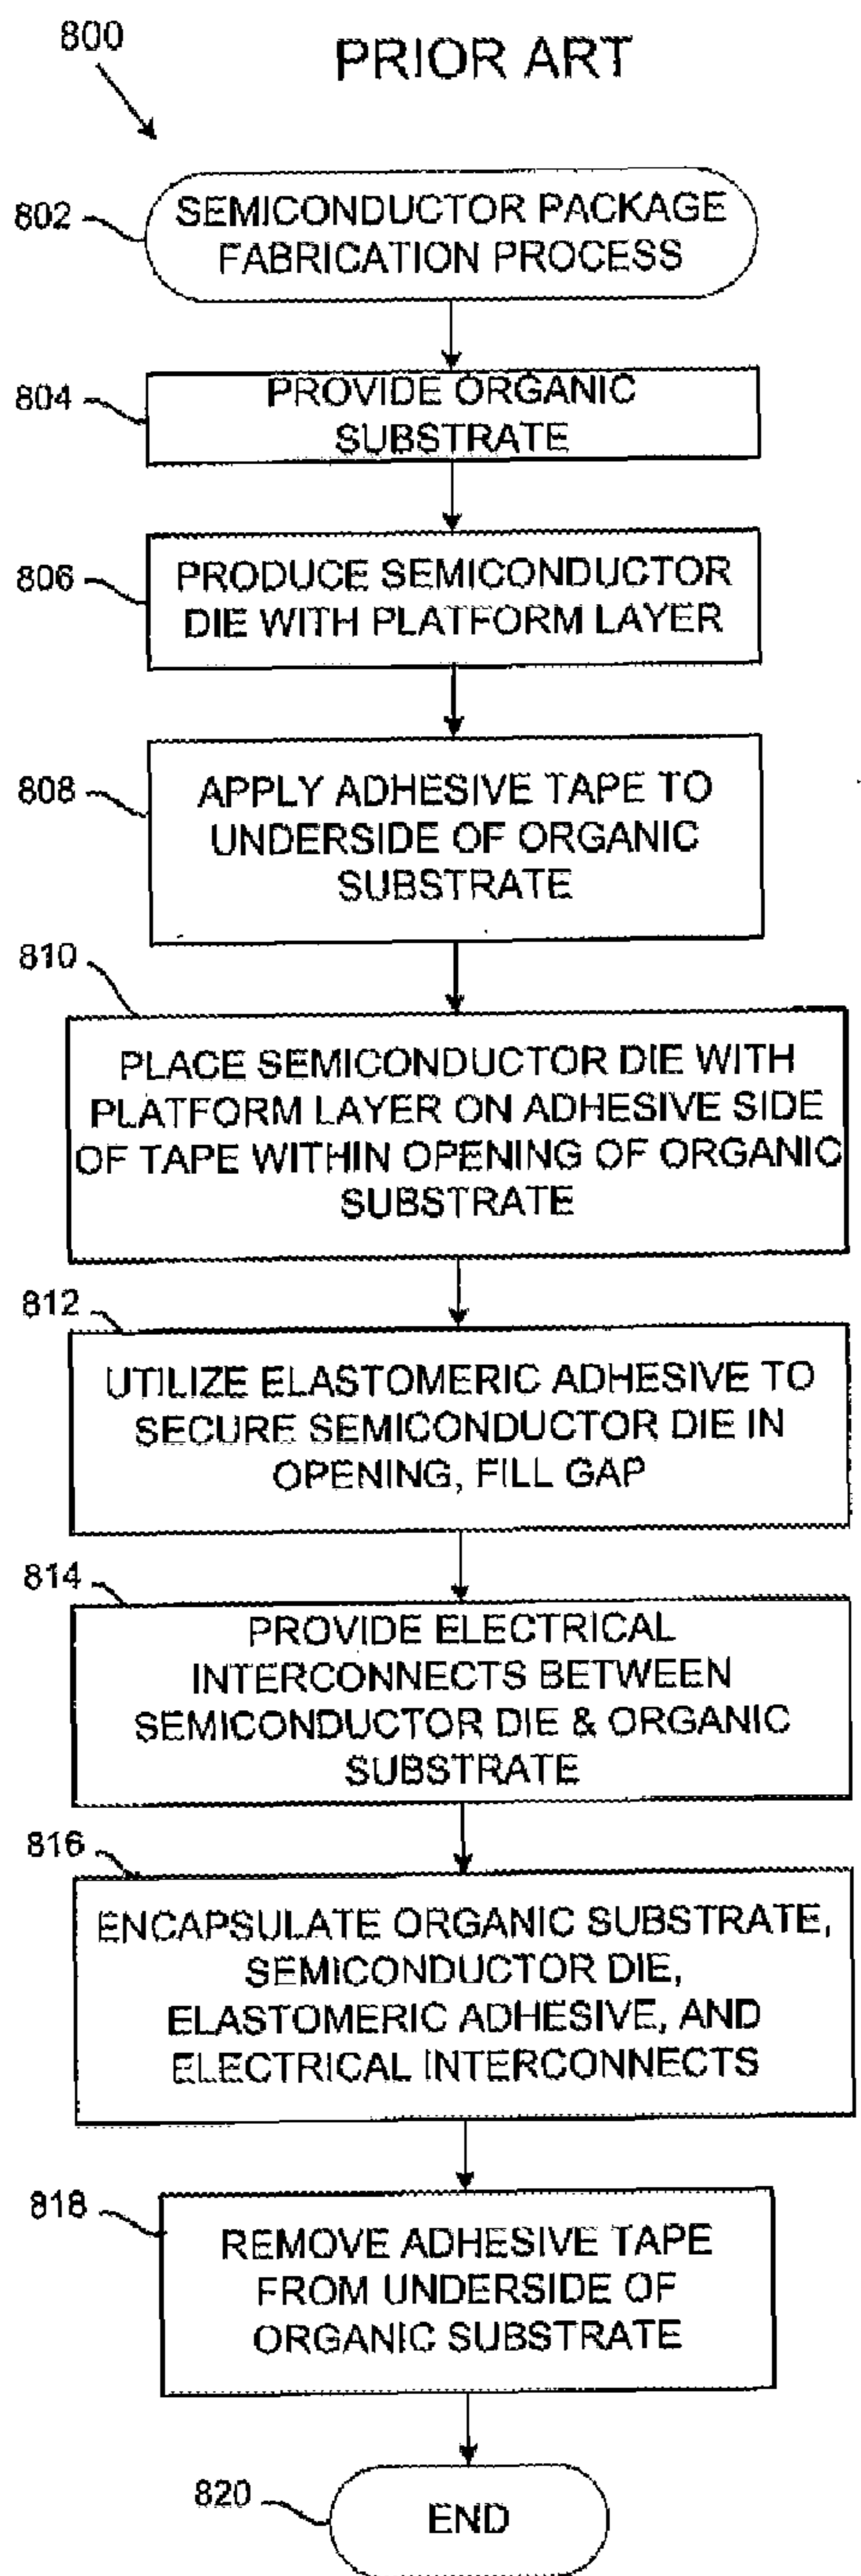 800
PRIOR ART
802
SEMICONDUCTOR PACKAGE
FABRICATION PROCESS
804
PROVIDE ORGANIC
SUBSTRATE
806
PRODUCE SEMICONDUCTOR
DIE WITH PLATFORM LAYER
808
APPLY ADHESIVE TAPE TO
UNDERSIDE OF ORGANIC
SUBSTRATE
810
PLACE SEMICONDUCTOR DIE WITH
PLATFORM LAYER ON ADHESIVE SIDE
OF TAPE WITHIN OPENING OF ORGANIC
SUBSTRATE
812
UTILIZE ELASTOMERIC ADHESIVE TO
SECURE SEMICONDUCTOR DIE IN
OPENING, FILL GAP
814
PROVIDE ELECTRICAL
INTERCONNECTS BETWEEN
SEMICONDUCTOR DIE & ORGANIC
SUBSTRATE
816
ENCAPSULATE ORGANIC SUBSTRATE,
SEMICONDUCTOR DIE,
ELASTOMERIC ADHESIVE, AND
ELECTRICAL INTERCONNECTS
818
REMOVE ADHESIVE TAPE
FROM UNDERSIDE OF
ORGANIC SUBSTRATE
820
END